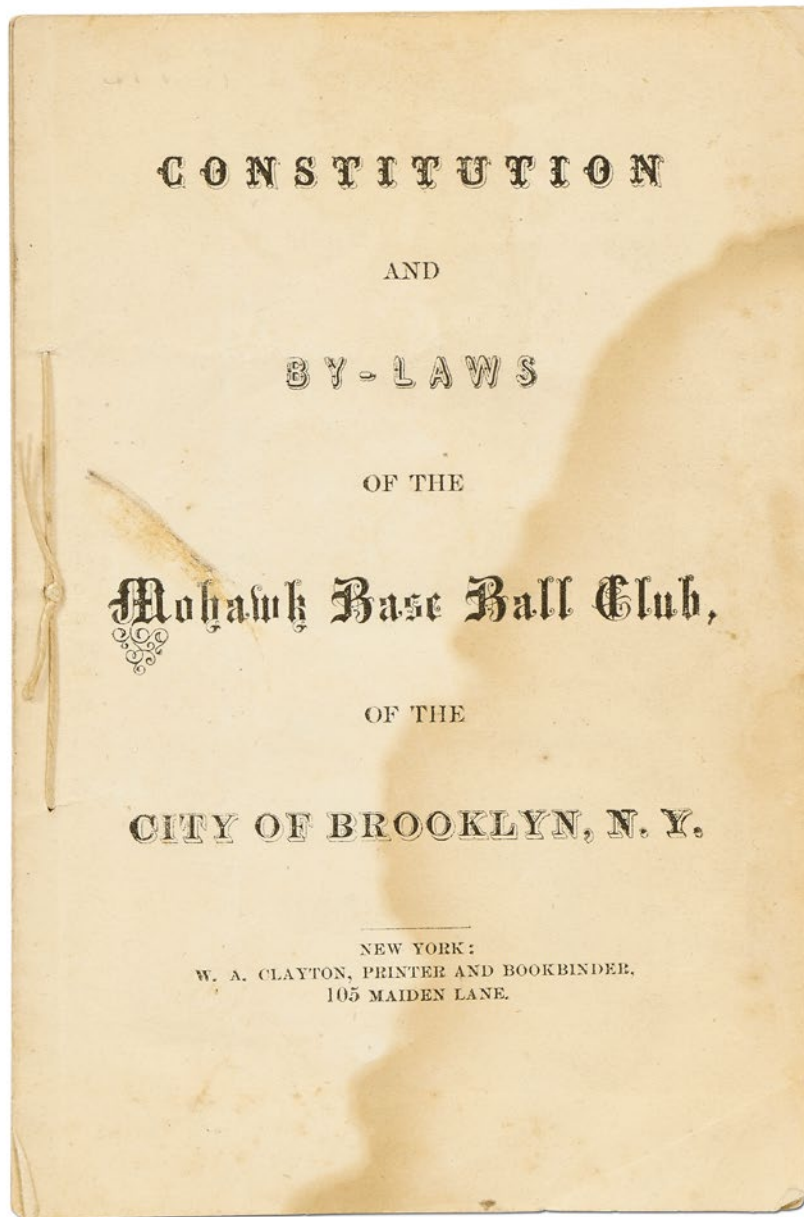 CONSTITUTION
AND
BY-LAWS
OF THE
Mohawk Base Ball Club,
OF THE
CITY OF BROOKLYN, N. Y.
NEW YORK:
W. A. CLAYTON, PRINTER AND BOOKBINDER,
105 MAIDEN LANE.